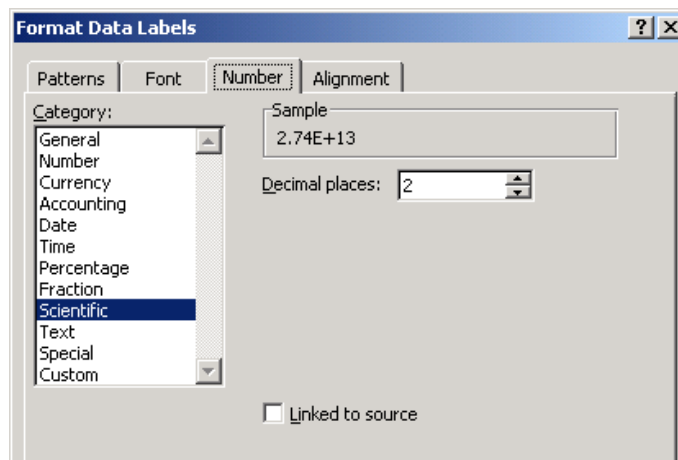 Format Data Labels
Patterns Font Number Alignment
Category:
General
Number
Currency
Accounting
Date
Time
Percentage
Fraction
Scientific
Text
Special
Custom
Sample
2.74E+13
Decimal places: 2
Linked to source